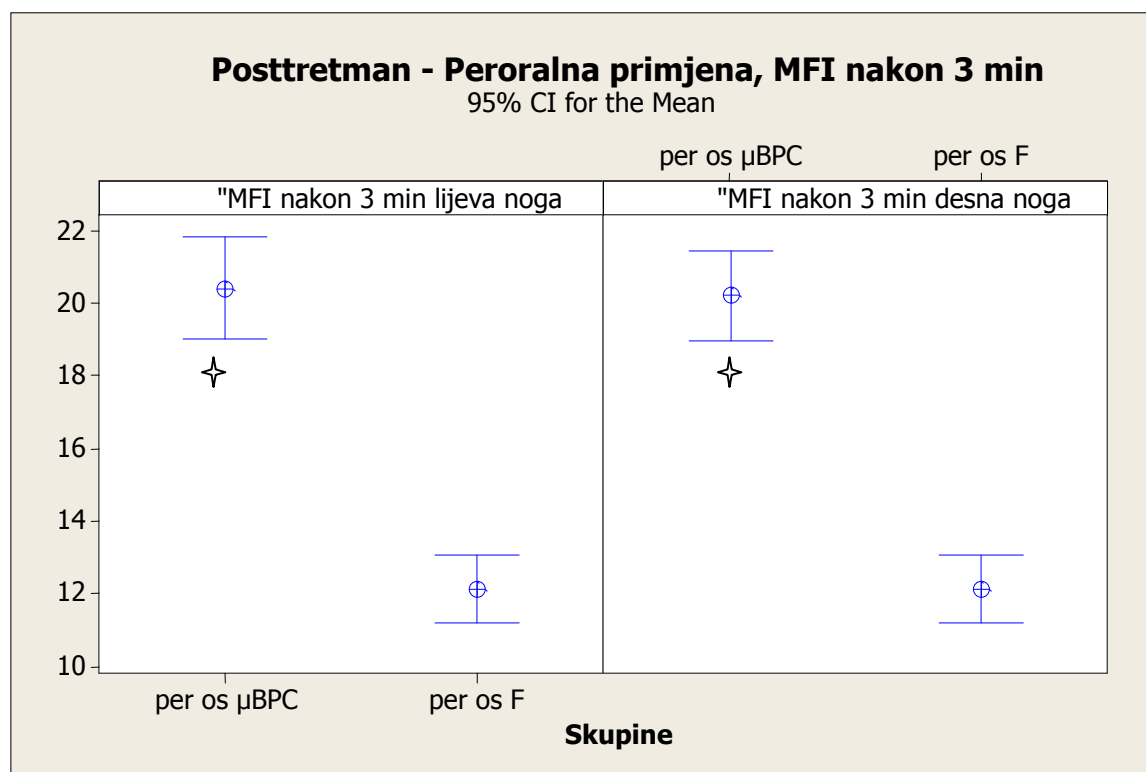 Posttretman - Peroralna primjena, MFI nakon 3 min
95% CI for the Mean
per os µBPC per os F
"MFI nakon 3 min lijeva noga "MFI nakon 3 min desna noga
22
20
18
16
14
12
10
per os µBPC per os F
Skupine